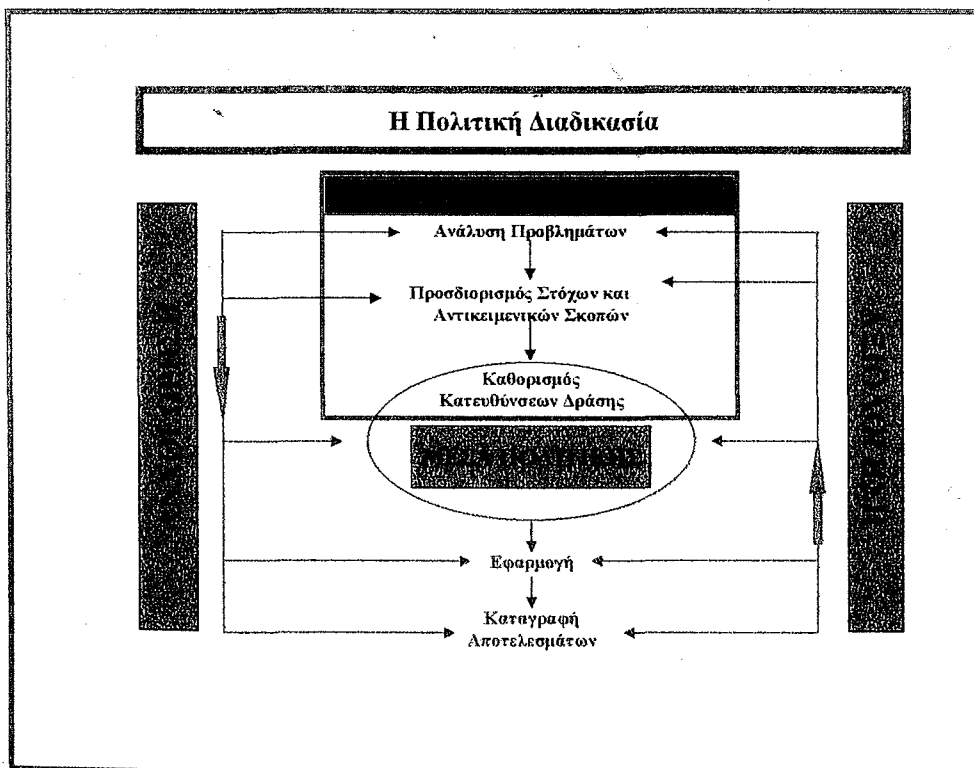 Η Πολιτική Διαδικασία
Ανάλυση Προβλημάτων
Προσδιορισμός Στόχων και
Αντικειμενικών Σκοπών
Καθορισμός
Κατευθύνσεων Δράσης
Εφαρμογή
Καταγραφή
Αποτελεσμάτων